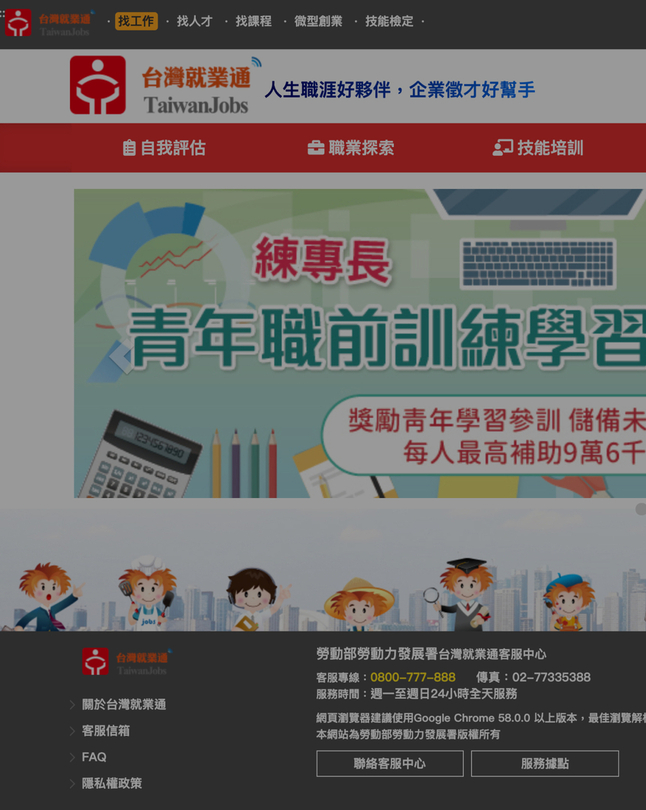 台灣就業通
TaiwanJobs
· 找工作 · 找人才 · 找課程 · 微型創業 · 技能檢定 ·
台灣就業通
TaiwanJobs
人生職涯好夥伴，企業徵才好幫手
自我評估 職業探索 技能培訓
練專長
青年職前訓練學習
獎勵青年學習參訓 儲備未
每人最高補助9萬6千
1234567890
jobs
台灣就業通
TaiwanJobs
關於台灣就業通
客服信箱
FAQ
隱私權政策
勞動部勞動力發展署台灣就業通客服中心
客服專線：0800-777-888 傳真：02-77335388
服務時間：週一至週日24小時全天服務
網頁瀏覽器建議使用Google Chrome 58.0.0 以上版本，最佳瀏覽解
本網站為勞動部勞動力發展署版權所有
聯絡客服中心 服務據點